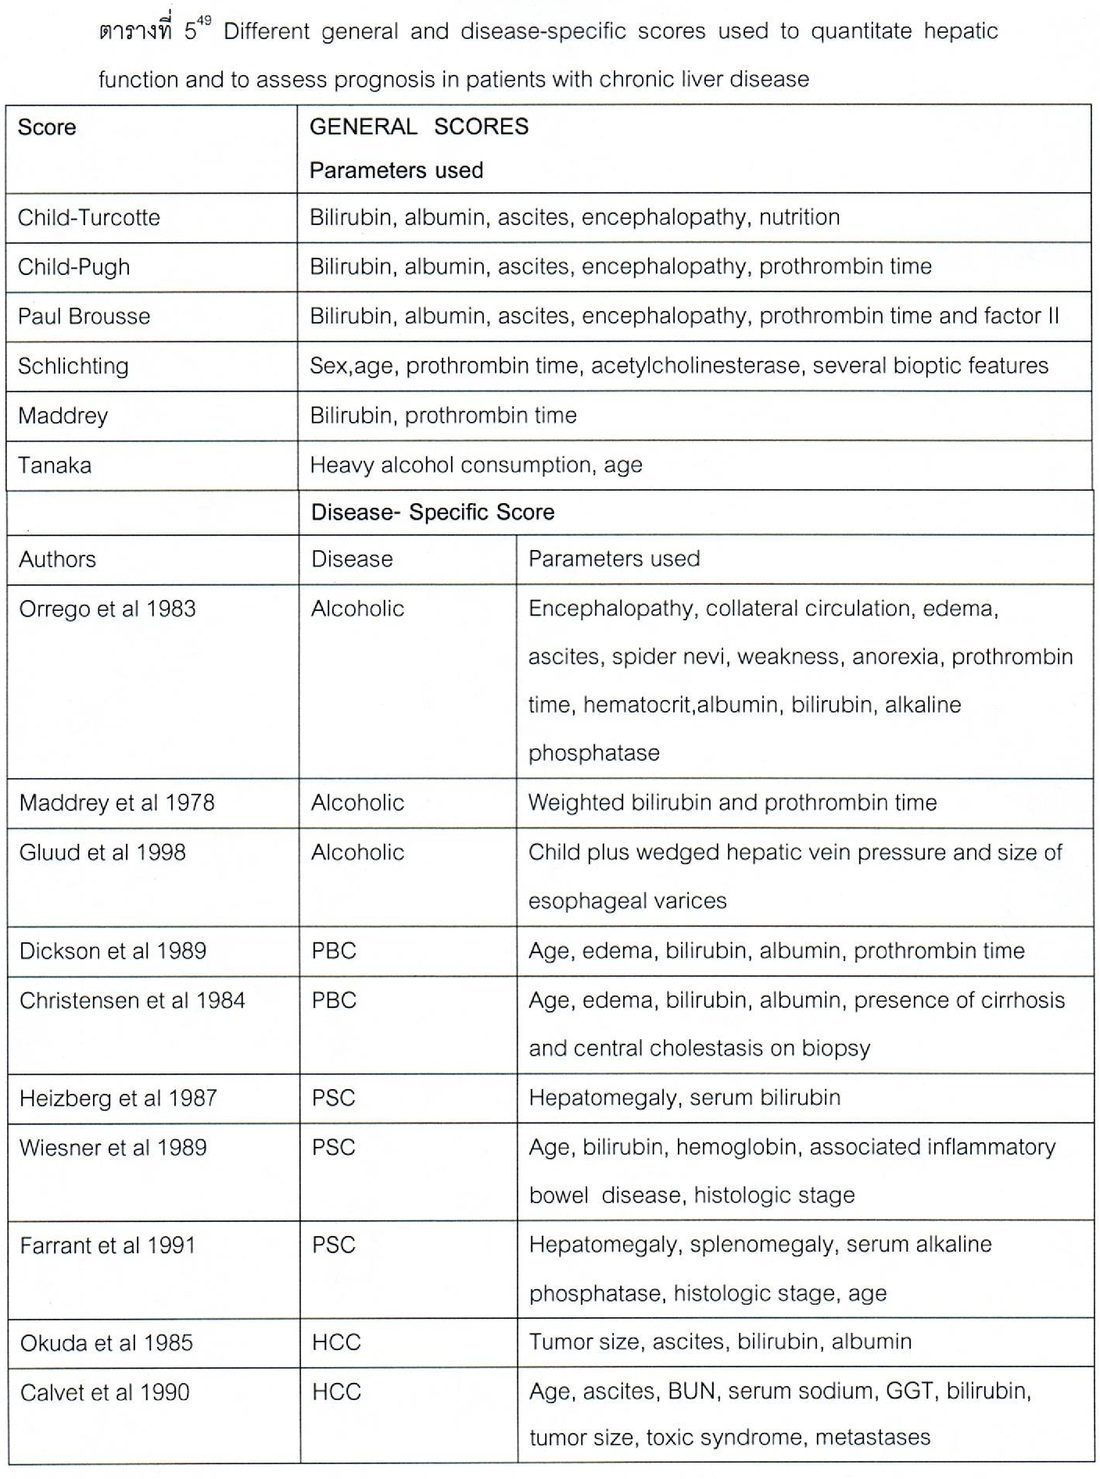 ตารางที่ 5⁴⁹ Different general and disease-specific scores used to quantitate hepatic
function and to assess prognosis in patients with chronic liver disease
Score GENERAL SCORES
Parameters used
Child-Turcotte Bilirubin, albumin, ascites, encephalopathy, nutrition
Child-Pugh Bilirubin, albumin, ascites, encephalopathy, prothrombin time
Paul Brousse Bilirubin, albumin, ascites, encephalopathy, prothrombin time and factor II
Schlichting Sex,age, prothrombin time, acetylcholinesterase, several bioptic features
Maddrey Bilirubin, prothrombin time
Tanaka Heavy alcohol consumption, age
Disease- Specific Score
Authors Disease Parameters used
Orrego et al 1983 Alcoholic Encephalopathy, collateral circulation, edema,
ascites, spider nevi, weakness, anorexia, prothrombin
time, hematocrit,albumin, bilirubin, alkaline
phosphatase
Maddrey et al 1978 Alcoholic Weighted bilirubin and prothrombin time
Gluud et al 1998 Alcoholic Child plus wedged hepatic vein pressure and size of
esophageal varices
Dickson et al 1989 PBC Age, edema, bilirubin, albumin, prothrombin time
Christensen et al 1984 PBC Age, edema, bilirubin, albumin, presence of cirrhosis
and central cholestasis on biopsy
Heizberg et al 1987 PSC Hepatomegaly, serum bilirubin
Wiesner et al 1989 PSC Age, bilirubin, hemoglobin, associated inflammatory
bowel disease, histologic stage
Farrant et al 1991 PSC Hepatomegaly, splenomegaly, serum alkaline
phosphatase, histologic stage, age
Okuda et al 1985 HCC Tumor size, ascites, bilirubin, albumin
Calvet et al 1990 HCC Age, ascites, BUN, serum sodium, GGT, bilirubin,
tumor size, toxic syndrome, metastases